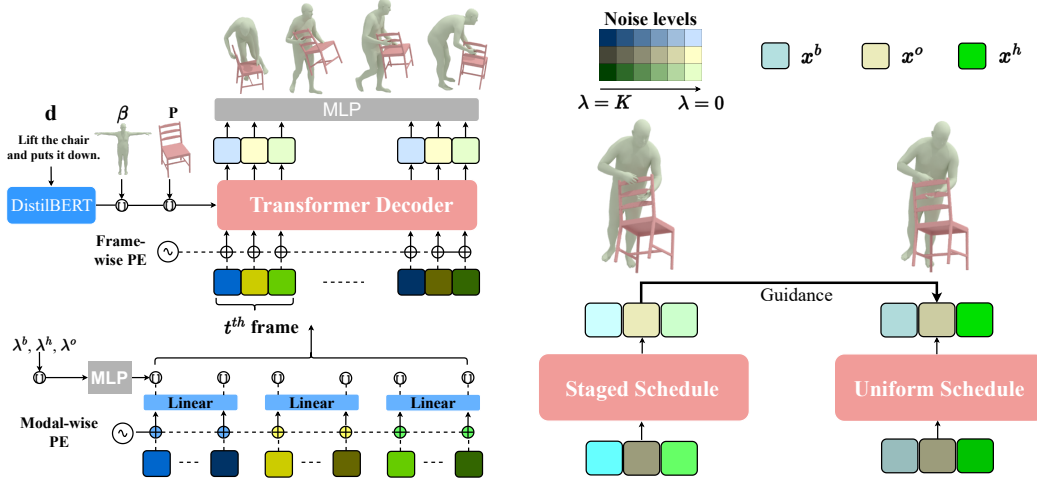 Noise levels
λ = K
λ = 0
x^b
x^o
x^h
MLP
d
β
P
Lift the chair
and puts it down.
DistilBERT
Transformer Decoder
Frame-
wise PE
t^th frame
λ^b, λ^h, λ^o
MLP
Linear
Linear
Linear
Modal-wise
PE
Guidance
Staged Schedule
Uniform Schedule